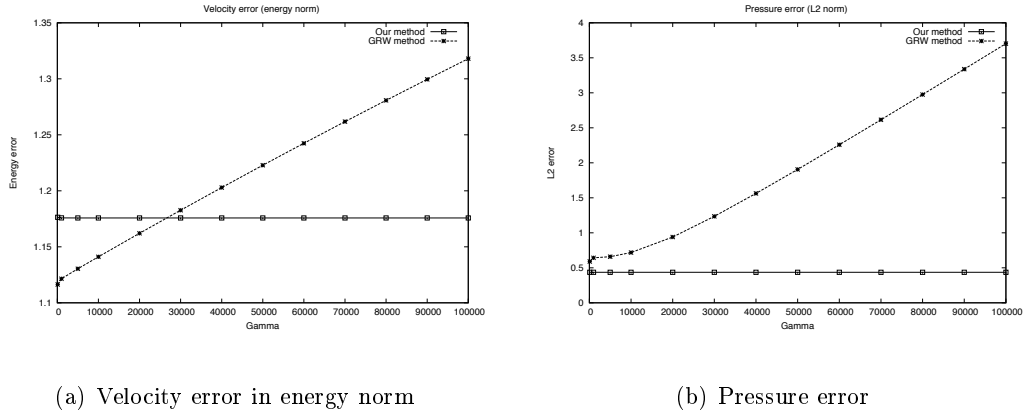 Velocity error (energy norm)
1.35
1.3
1.25
1.2
1.15
1.1
Energy error
Our method
GRW method
0 10000 20000 30000 40000 50000 60000 70000 80000 90000 100000
Gamma
(a) Velocity error in energy norm
Pressure error (L2 norm)
4
3.5
3
2.5
2
1.5
1
0.5
0
L2 error
Our method
GRW method
0 10000 20000 30000 40000 50000 60000 70000 80000 90000 100000
Gamma
(b) Pressure error